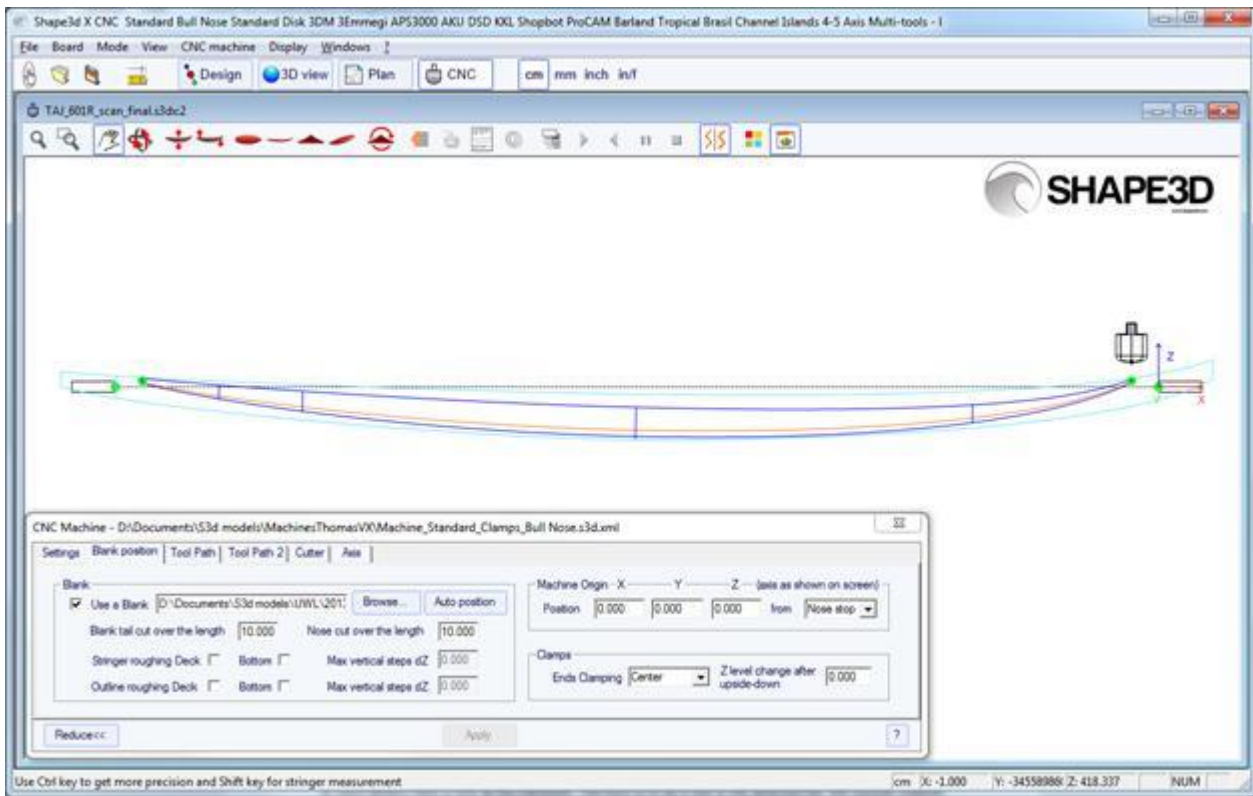 Shape3d X CNC Standard Bull Nose Standard Disk 3DM 3Emmegi APS3000 AKU DSD KKL Shopbot ProCAM Barland Tropical Brasil Channel Islands 4-5 Axis Multi-tools - I
File Board Mode View CNC machine Display Windows ?
Design 3D view Plan CNC cm mm inch in/f
TAJ_601R_scan_final.s3dc2
SHAPE3D
Z
Y X
CNC Machine - D:\Documents\S3d models\MachinesThomasVX\Machine_Standard_Clamps_Bull Nose.s3d.xml
Settings Blank position Tool Path Tool Path 2 Cutter Axis
Blank Machine Origin X Y Z (axis as shown on screen)
Use a Blank D:\Documents\S3d models\UWL\201 Browse... Auto position Position 0.000 0.000 0.000 from Nose stop
Blank tail cut over the length 10.000 Nose cut over the length 10.000
Clamps
Stringer roughing Deck Bottom Max vertical steps dZ 0.000 Ends Clamping Center Z level change after upside-down 0.000
Outline roughing Deck Bottom Max vertical steps dZ 0.000
Reduce<< Apply ?
Use Ctrl key to get more precision and Shift key for stringer measurement cm X: -1.000 Y: -34558986 Z: 418.337 NUM